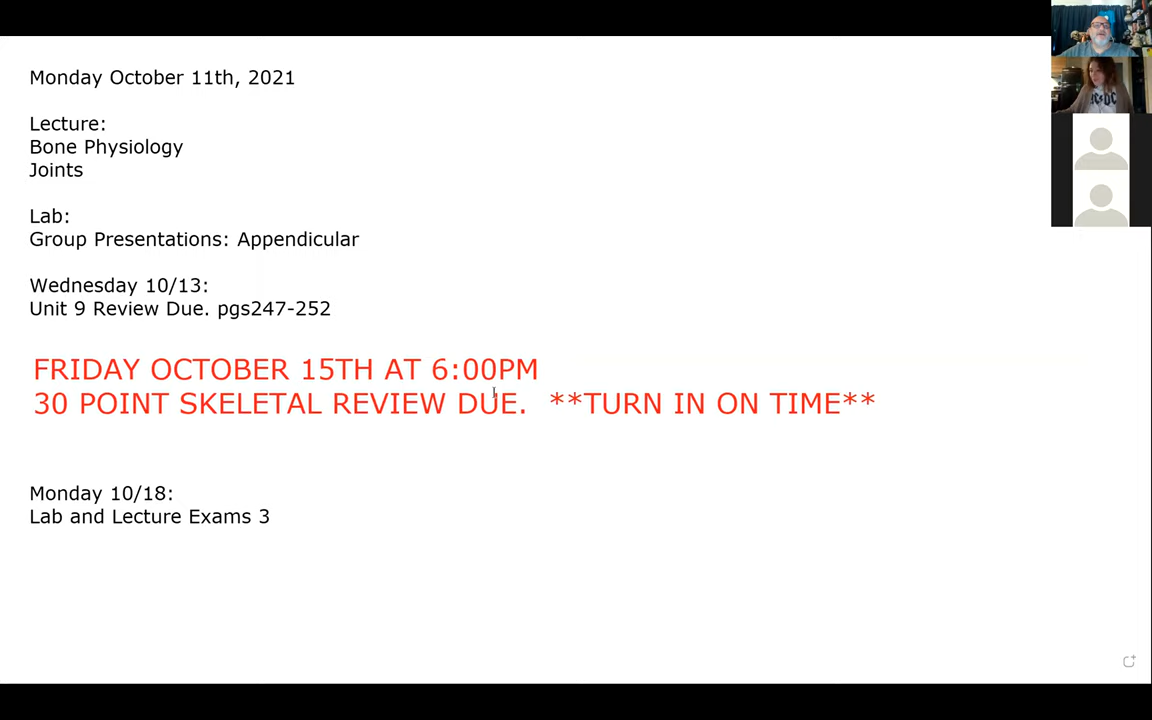 Monday October 11th, 2021
Lecture:
Bone Physiology
Joints
Lab:
Group Presentations: Appendicular
Wednesday 10/13:
Unit 9 Review Due. pgs247-252
FRIDAY OCTOBER 15TH AT 6:00PM
30 POINT SKELETAL REVIEW DUE. **TURN IN ON TIME**
Monday 10/18:
Lab and Lecture Exams 3